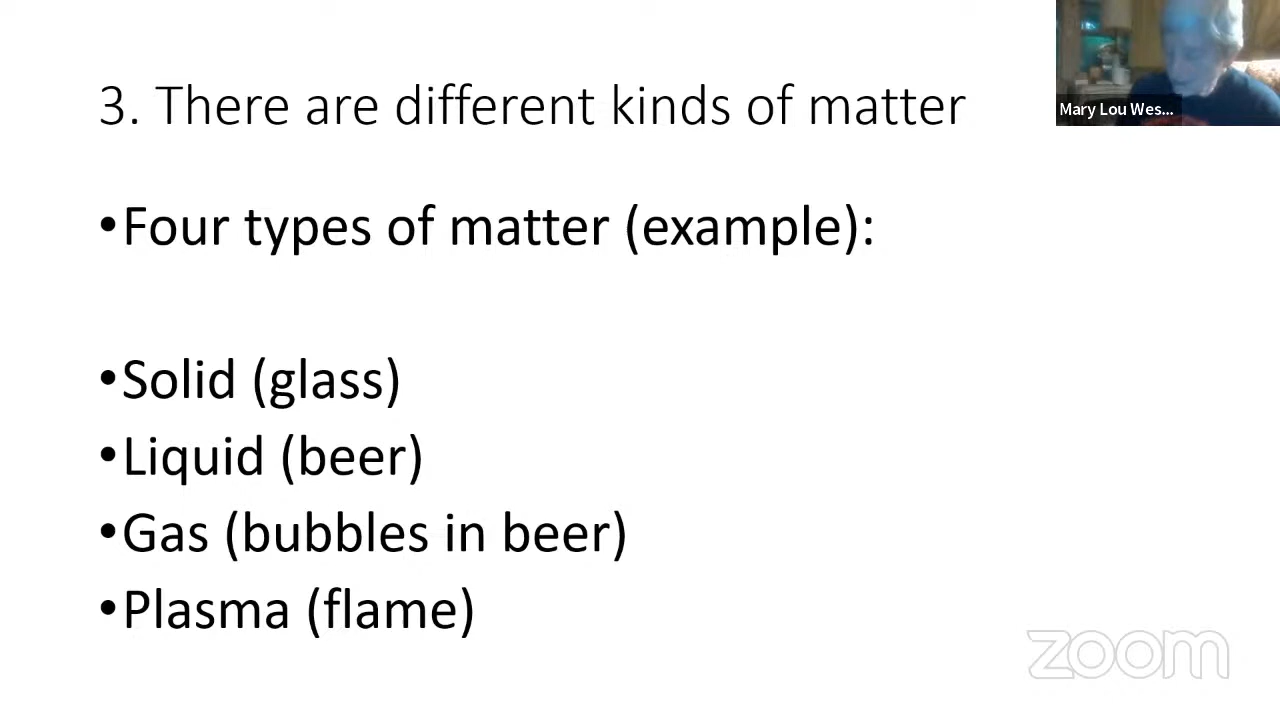 3. There are different kinds of matter
Mary Lou Wes...
•Four types of matter (example):
•Solid (glass)
•Liquid (beer)
•Gas (bubbles in beer)
•Plasma (flame)
zoom